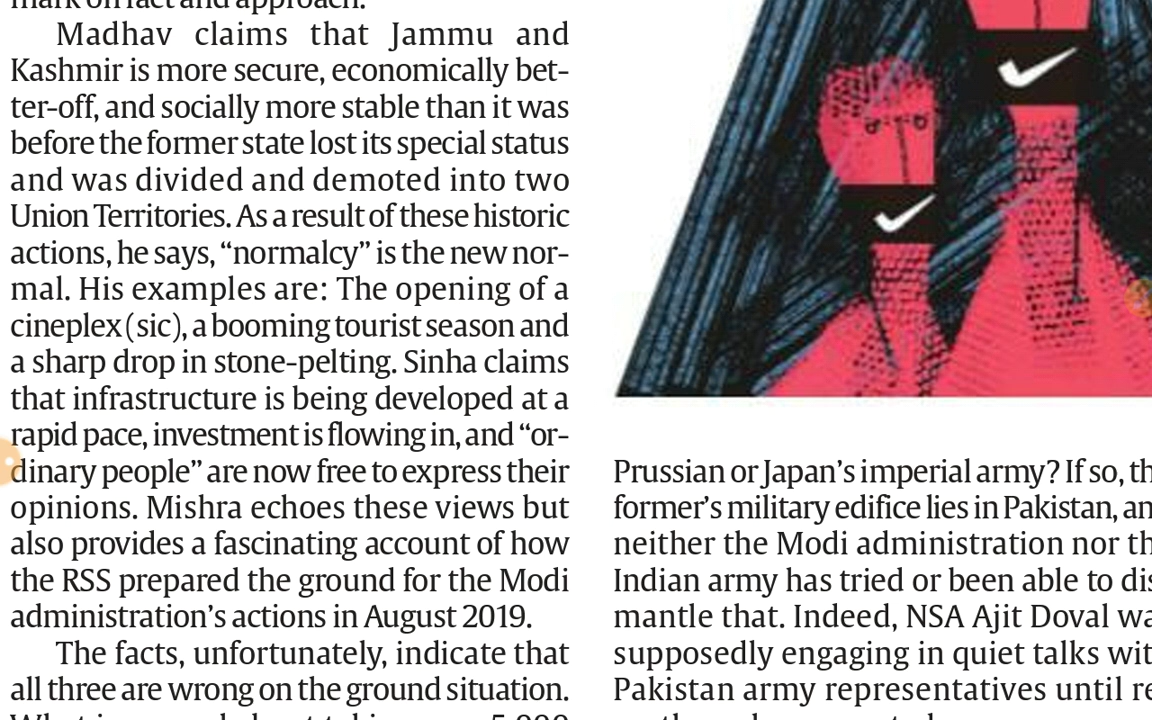 mark on fact and approach.
Madhav claims that Jammu and
Kashmir is more secure, economically bet-
ter-off, and socially more stable than it was
before the former state lost its special status
and was divided and demoted into two
Union Territories. As a result of these historic
actions, he says, “normalcy” is the new nor-
mal. His examples are: The opening of a
cineplex (sic), a booming tourist season and
a sharp drop in stone-pelting. Sinha claims
that infrastructure is being developed at a
rapid pace, investment is flowing in, and “or-
dinary people” are now free to express their
opinions. Mishra echoes these views but
also provides a fascinating account of how
the RSS prepared the ground for the Modi
administration’s actions in August 2019.
The facts, unfortunately, indicate that
all three are wrong on the ground situation.
5,000
Prussian or Japan’s imperial army? If so, th
former’s military edifice lies in Pakistan, an
neither the Modi administration nor th
Indian army has tried or been able to dis
mantle that. Indeed, NSA Ajit Doval wa
supposedly engaging in quiet talks wit
Pakistan army representatives until re